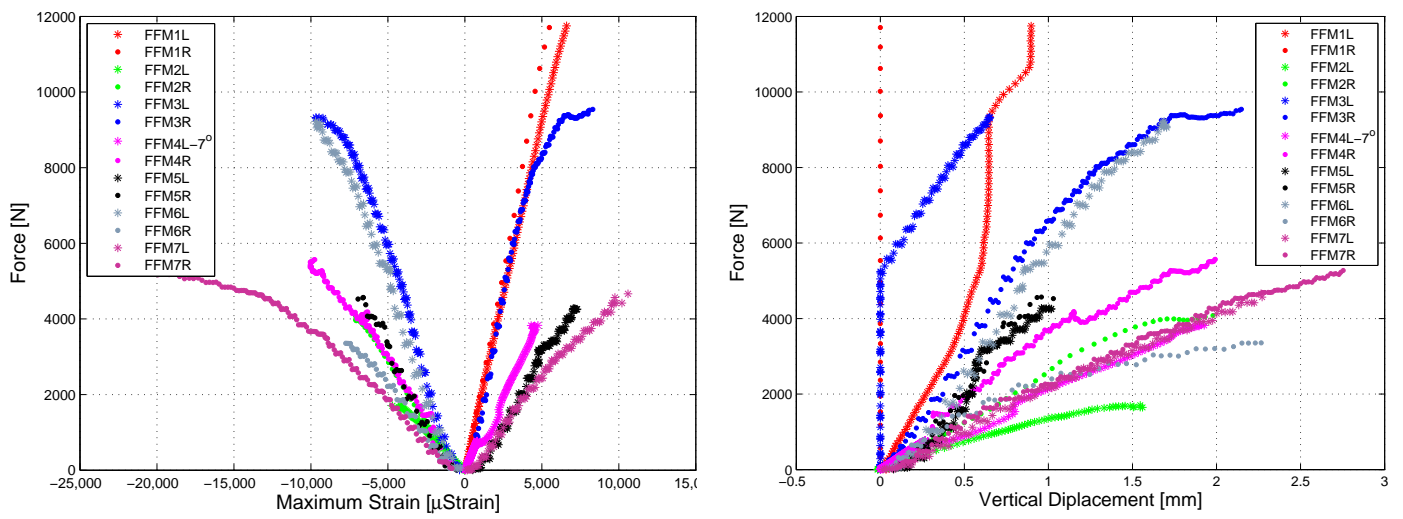 12000
10000
8000
6000
4000
2000
0
Force [N]
FFM1L
FFM1R
FFM2L
FFM2R
FFM3L
FFM3R
FFM4L−7o
FFM4R
FFM5L
FFM5R
FFM6L
FFM6R
FFM7L
FFM7R
−25,000 −20,000 −15,000 −10,000 −5,000 0 5,000 10,000 15,0
Maximum Strain [μStrain]
12000
10000
8000
6000
4000
2000
0
Force [N]
FFM1L
FFM1R
FFM2L
FFM2R
FFM3L
FFM3R
FFM4L−7o
FFM4R
FFM5L
FFM5R
FFM6L
FFM6R
FFM7L
FFM7R
−0.5 0 0.5 1 1.5 2 2.5 3
Vertical Diplacement [mm]